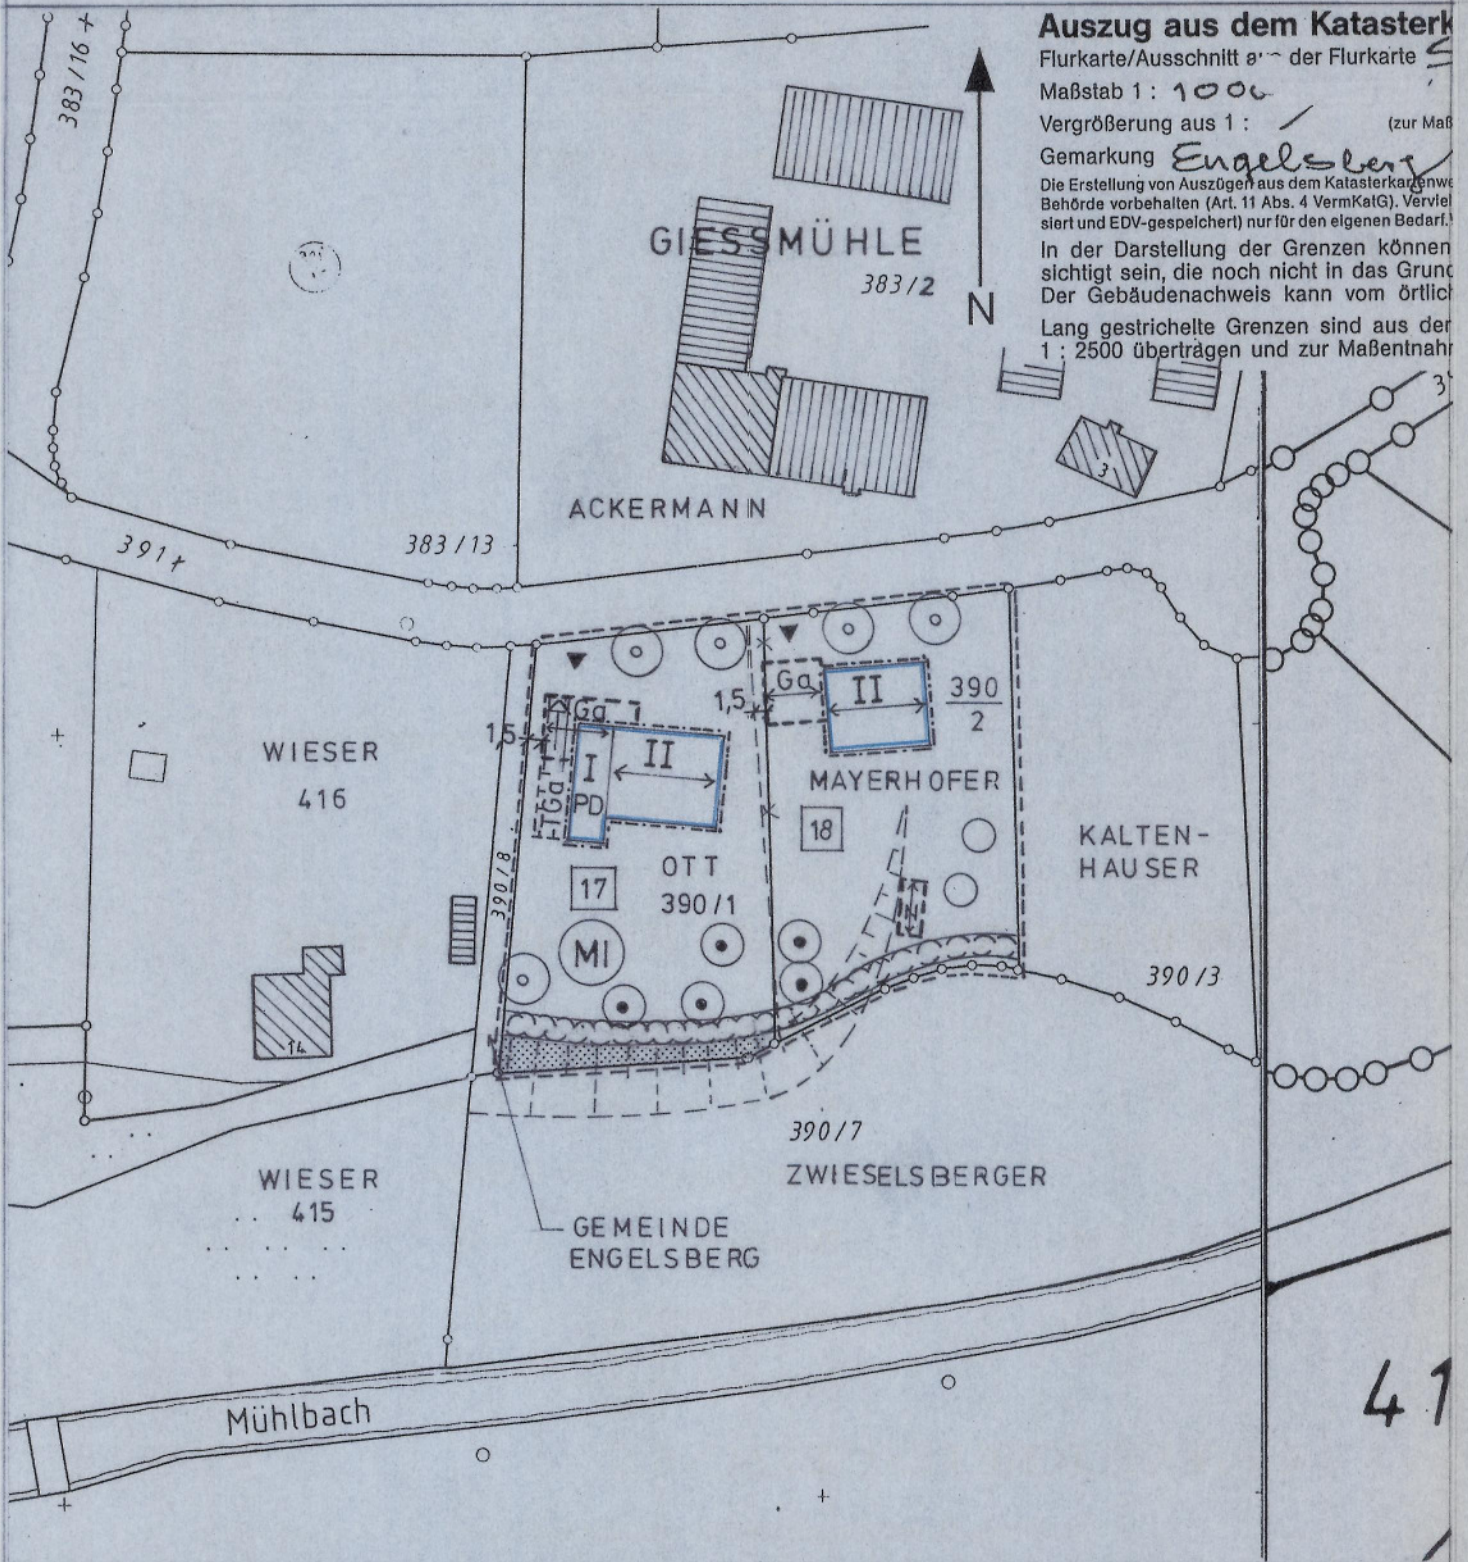 Auszug aus dem Katasterk
Flurkarte/Ausschnitt der Flurkarte
Maßstab 1 : 1000
Vergrößerung aus 1 : / (zur Maß
Gemarkung Engelsberg
Die Erstellung von Auszügen aus dem Katasterkartenwe
Behörde vorbehalten (Art. 11 Abs. 4 VermKatG). Verviel
siert und EDV-gespeichert) nur für den eigenen Bedarf.
In der Darstellung der Grenzen können
sichtigt sein, die noch nicht in das Grund
Der Gebäudenachweis kann vom örtlich
Lang gestrichelte Grenzen sind aus der
1 : 2500 übertragen und zur Maßentnahm
N
383/16
GIESSMÜHLE
383/2
3
3
ACKERMANN
391
383/13
1,5
Ga
I
PD
II
TGa
1,5
Ga
II
390
2
WIESER
416
MAYERHOFER
18
KALTEN-
HAUSER
OTT
390/1
17
390/8
MI
390/3
14
390/7
ZWIESELSBERGER
WIESER
415
GEMEINDE
ENGELSBERG
Mühlbach
41